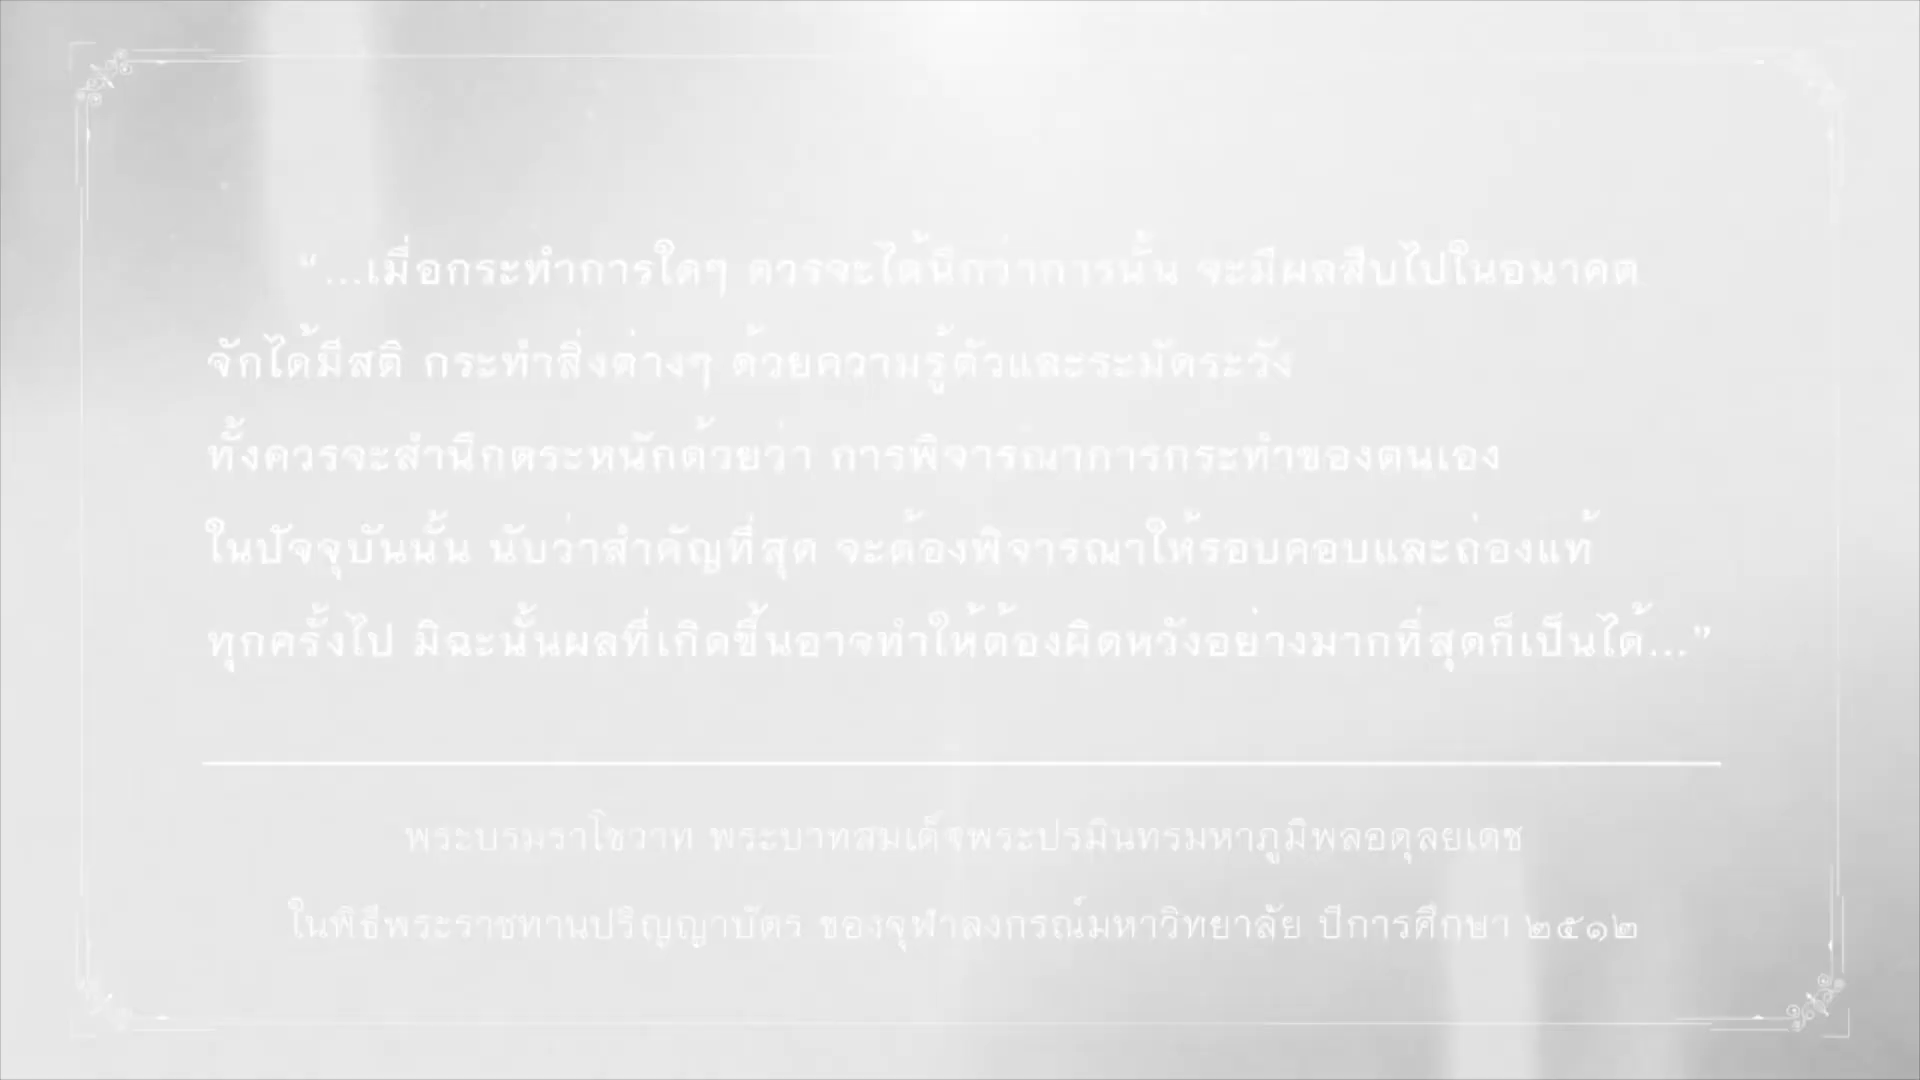 “...เมื่อกระทำการใดๆ ควรจะได้นึกว่าการนั้น จะมีผลสืบไปในอนาคต
จักได้มีสติ กระทำสิ่งต่างๆ ด้วยความรู้ตัวและระมัดระวัง
ทั้งควรจะสำนึกตระหนักด้วยว่า การพิจารณาการกระทำของตนเอง
ในปัจจุบันนั้น นับว่าสำคัญที่สุด จะต้องพิจารณาให้รอบคอบและถ่องแท้
ทุกครั้งไป มิฉะนั้นผลที่เกิดขึ้นอาจทำให้ต้องผิดหวังอย่างมากที่สุดก็เป็นได้...”
พระบรมราโชวาท พระบาทสมเด็จพระปรมินทรมหาภูมิพลอดุลยเดช
ในพิธีพระราชทานปริญญาบัตร ของจุฬาลงกรณ์มหาวิทยาลัย ปีการศึกษา ๒๕๑๒